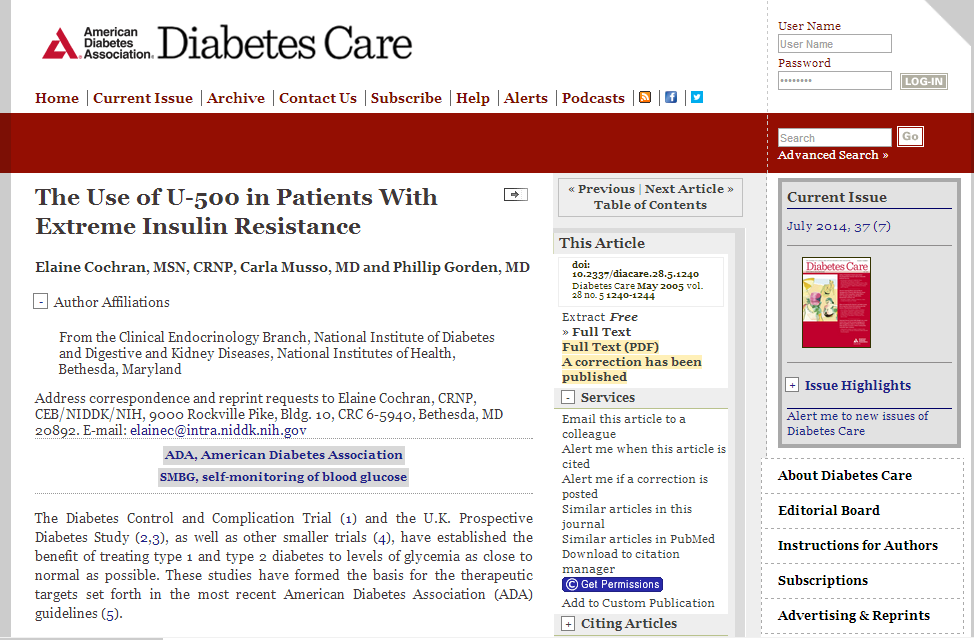 American
Diabetes
Association.
Diabetes Care
User Name
User Name
Password
LOG-IN
Home
Current Issue
Archive
Contact Us
Subscribe
Help
Alerts
Podcasts
Search
Go
Advanced Search »
The Use of U-500 in Patients With
Extreme Insulin Resistance
Elaine Cochran, MSN, CRNP, Carla Musso, MD and Phillip Gorden, MD
- Author Affiliations
From the Clinical Endocrinology Branch, National Institute of Diabetes
and Digestive and Kidney Diseases, National Institutes of Health,
Bethesda, Maryland
Address correspondence and reprint requests to Elaine Cochran, CRNP,
CEB/NIDDK/NIH, 9000 Rockville Pike, Bldg. 10, CRC 6-5940, Bethesda, MD
20892. E-mail: elainec@intra.niddk.nih.gov
ADA, American Diabetes Association
SMBG, self-monitoring of blood glucose
The Diabetes Control and Complication Trial (1) and the U.K. Prospective
Diabetes Study (2,3), as well as other smaller trials (4), have established the
benefit of treating type 1 and type 2 diabetes to levels of glycemia as close to
normal as possible. These studies have formed the basis for the therapeutic
targets set forth in the most recent American Diabetes Association (ADA)
guidelines (5).
« Previous | Next Article »
Table of Contents
This Article
doi:
10.2337/diacare.28.5.1240
Diabetes Care May 2005 vol.
28 no. 5 1240-1244
Extract Free
» Full Text
Full Text (PDF)
A correction has been
published
- Services
Email this article to a
colleague
Alert me when this article is
cited
Alert me if a correction is
posted
Similar articles in this
journal
Similar articles in PubMed
Download to citation
manager
© Get Permissions
Add to Custom Publication
+ Citing Articles
Current Issue
July 2014, 37 (7)
Diabetes Care
+ Issue Highlights
Alert me to new issues of
Diabetes Care
About Diabetes Care
Editorial Board
Instructions for Authors
Subscriptions
Advertising & Reprints